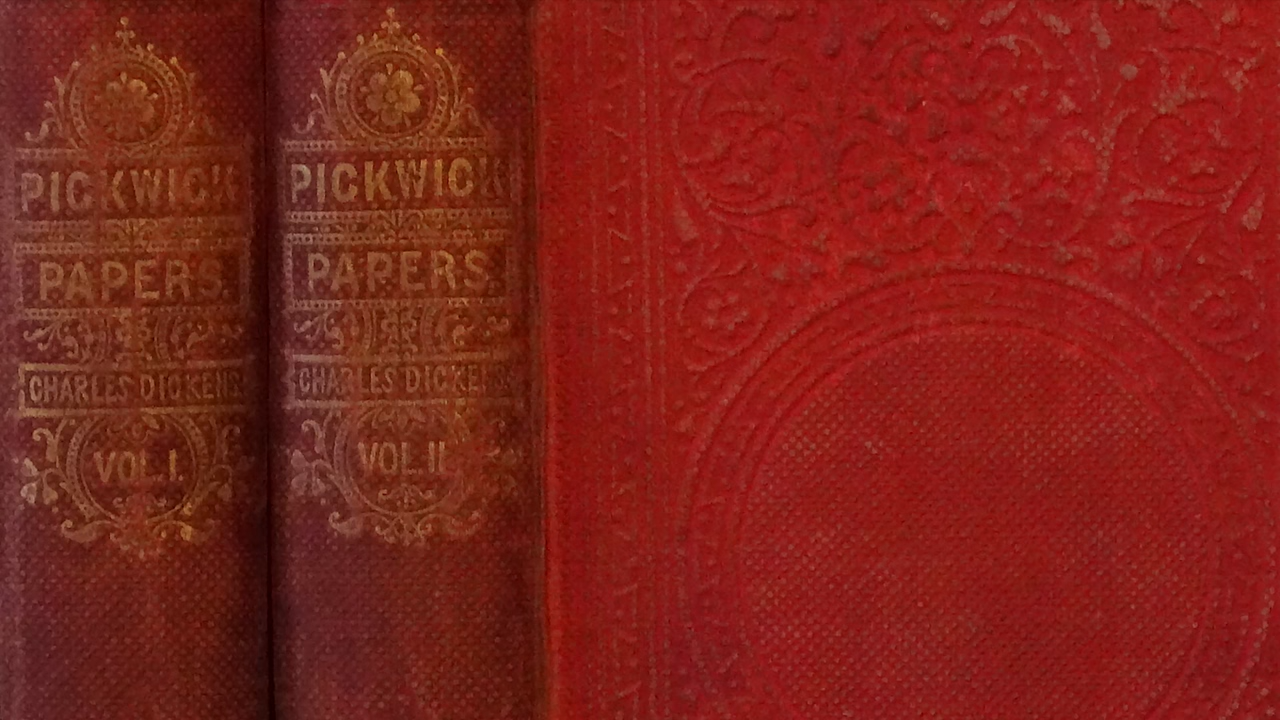 PICKWICK
PAPERS.
CHARLES DICKENS
VOL. I.
PICKWICK
PAPERS.
CHARLES DICKENS
VOL. II.